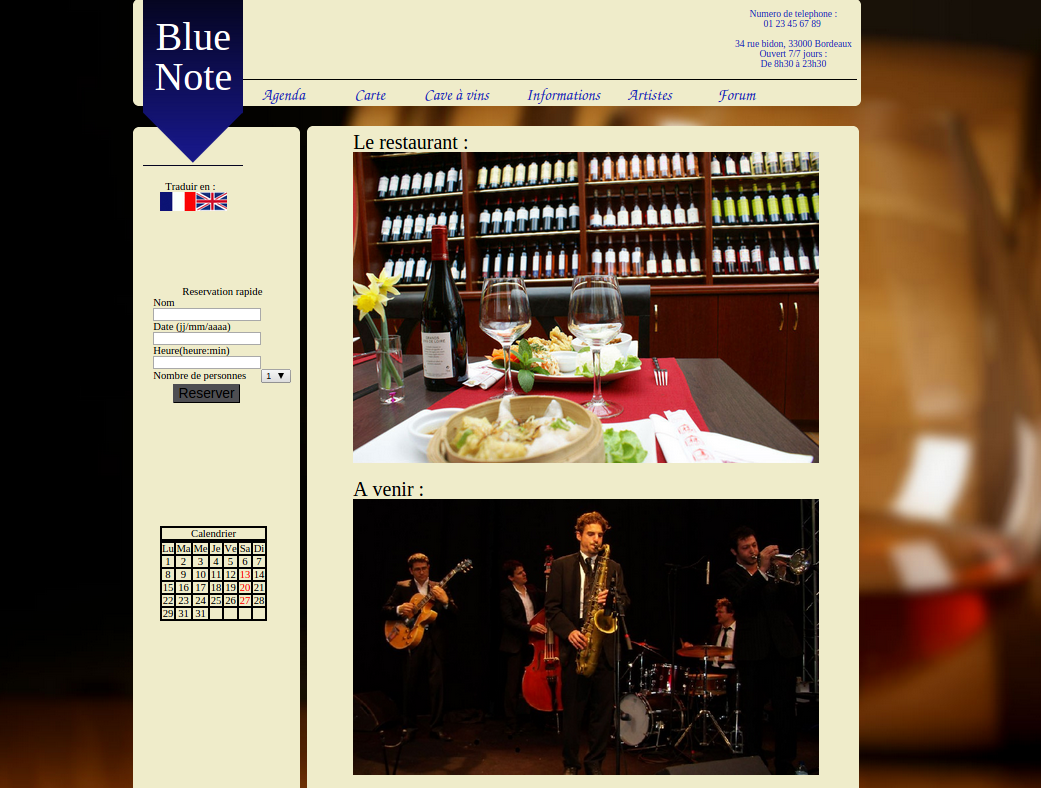 Blue
Note
Numero de telephone :
01 23 45 67 89
34 rue bidon, 33000 Bordeaux
Ouvert 7/7 jours :
De 8h30 à 23h30
Agenda Carte Cave à vins Informations Artistes Forum
Traduir en :
Reservation rapide
Nom
Date (jj/mm/aaaa)
Heure(heure:min)
Nombre de personnes 1
Reserver
Calendrier
Lu Ma Me Je Ve Sa Di
1 2 3 4 5 6 7
8 9 10 11 12 13 14
15 16 17 18 19 20 21
22 23 24 25 26 27 28
29 31 31
Le restaurant :
A venir :